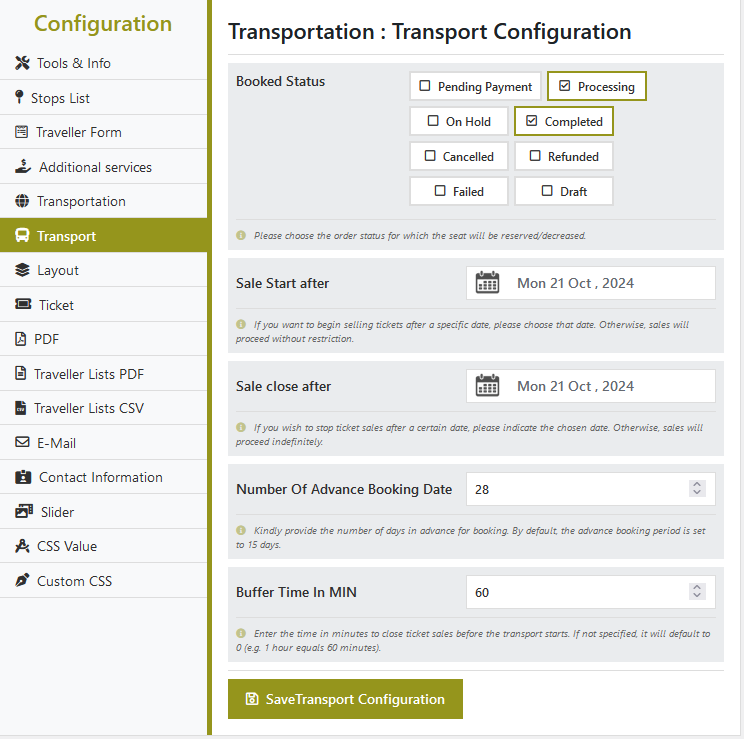 Configuration
Tools & Info
Stops List
Traveller Form
Additional services
Transportation
Transport
Layout
Ticket
PDF
Traveller Lists PDF
Traveller Lists CSV
E-Mail
Contact Information
Slider
CSS Value
Custom CSS
Transportation : Transport Configuration
Booked Status
Pending Payment
Processing
On Hold
Completed
Cancelled
Refunded
Failed
Draft
Please choose the order status for which the seat will be reserved/decreased.
Sale Start after
Mon 21 Oct , 2024
If you want to begin selling tickets after a specific date, please choose that date. Otherwise, sales will
proceed without restriction.
Sale close after
Mon 21 Oct , 2024
If you wish to stop ticket sales after a certain date, please indicate the chosen date. Otherwise, sales will
proceed indefinitely.
Number Of Advance Booking Date
28
Kindly provide the number of days in advance for booking. By default, the advance booking period is set
to 15 days.
Buffer Time In MIN
60
Enter the time in minutes to close ticket sales before the transport starts. If not specified, it will default to
0 (e.g. 1 hour equals 60 minutes).
SaveTransport Configuration